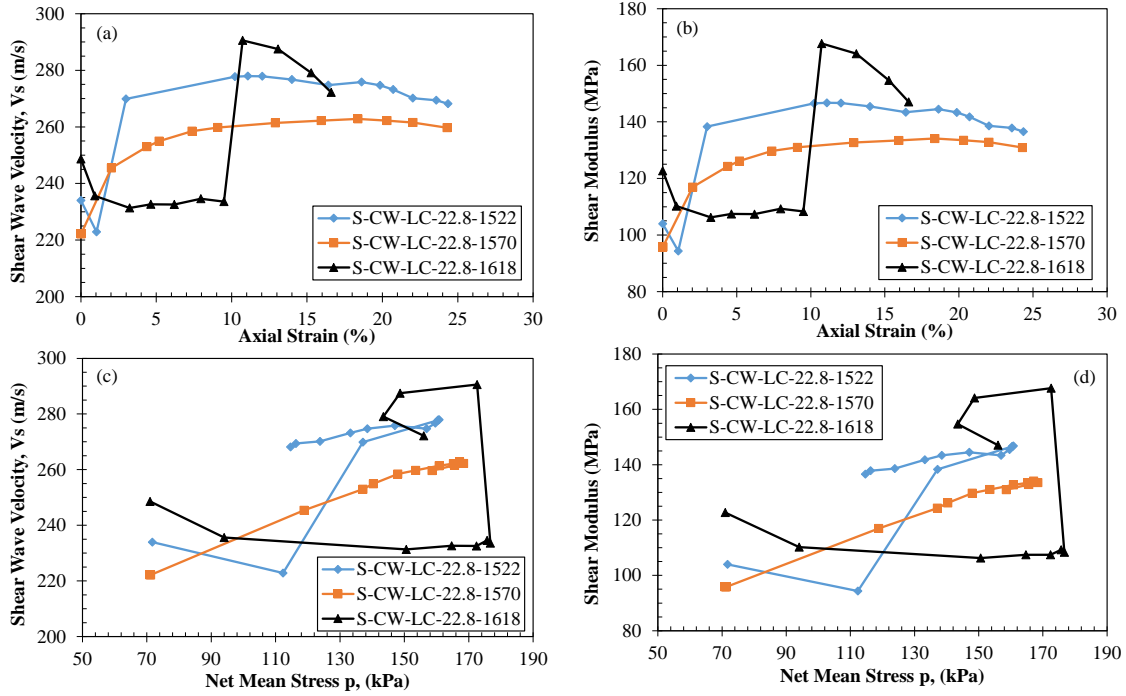 (a)
Shear Wave Velocity, Vs (m/s)
300
280
260
240
220
200
0
5
10
15
20
25
30
Axial Strain (%)
S-CW-LC-22.8-1522
S-CW-LC-22.8-1570
S-CW-LC-22.8-1618
(b)
Shear Modulus (MPa)
180
160
140
120
100
80
0
5
10
15
20
25
30
Axial Strain (%)
S-CW-LC-22.8-1522
S-CW-LC-22.8-1570
S-CW-LC-22.8-1618
(c)
Shear Wave Velocity, Vs (m/s)
300
280
260
240
220
200
50
70
90
110
130
150
170
190
Net Mean Stress p, (kPa)
S-CW-LC-22.8-1522
S-CW-LC-22.8-1570
S-CW-LC-22.8-1618
(d)
Shear Modulus (MPa)
180
160
140
120
100
80
50
70
90
110
130
150
170
190
Net Mean Stress p, (kPa)
S-CW-LC-22.8-1522
S-CW-LC-22.8-1570
S-CW-LC-22.8-1618